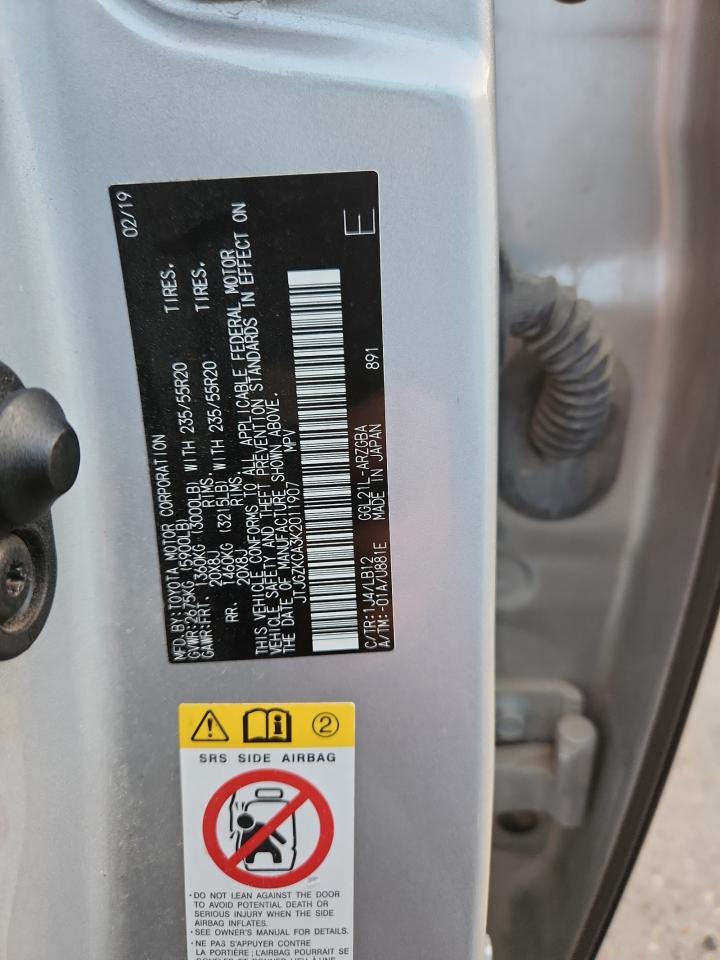 MFD.BY:TOYOTA MOTOR CORPORATION 02/19
GVWR:2675KG (5900LB)
GAWR:FRT. 1360KG (3000LB) WITH 235/55R20 TIRES.
20X8J RIMS.
RR. 1460KG (3215LB) WITH 235/55R20 TIRES.
20X8J RIMS.
THIS VEHICLE CONFORMS TO ALL APPLICABLE FEDERAL MOTOR
VEHICLE SAFETY AND THEFT PREVENTION STANDARDS IN EFFECT ON
THE DATE OF MANUFACTURE SHOWN ABOVE.
JTJGZKCA3K2011907 MPV
C/TR:1J4/LB12 GGL21L-ARZGBA
A/TM:-01A/U881E MADE IN JAPAN 891
E
2
SRS SIDE AIRBAG
·DO NOT LEAN AGAINST THE DOOR
TO AVOID POTENTIAL DEATH OR
SERIOUS INJURY WHEN THE SIDE
AIRBAG INFLATES.
·SEE OWNER'S MANUAL FOR DETAILS.
·NE PAS S'APPUYER CONTRE
LA PORTIÈRE; L'AIRBAG POURRAIT SE